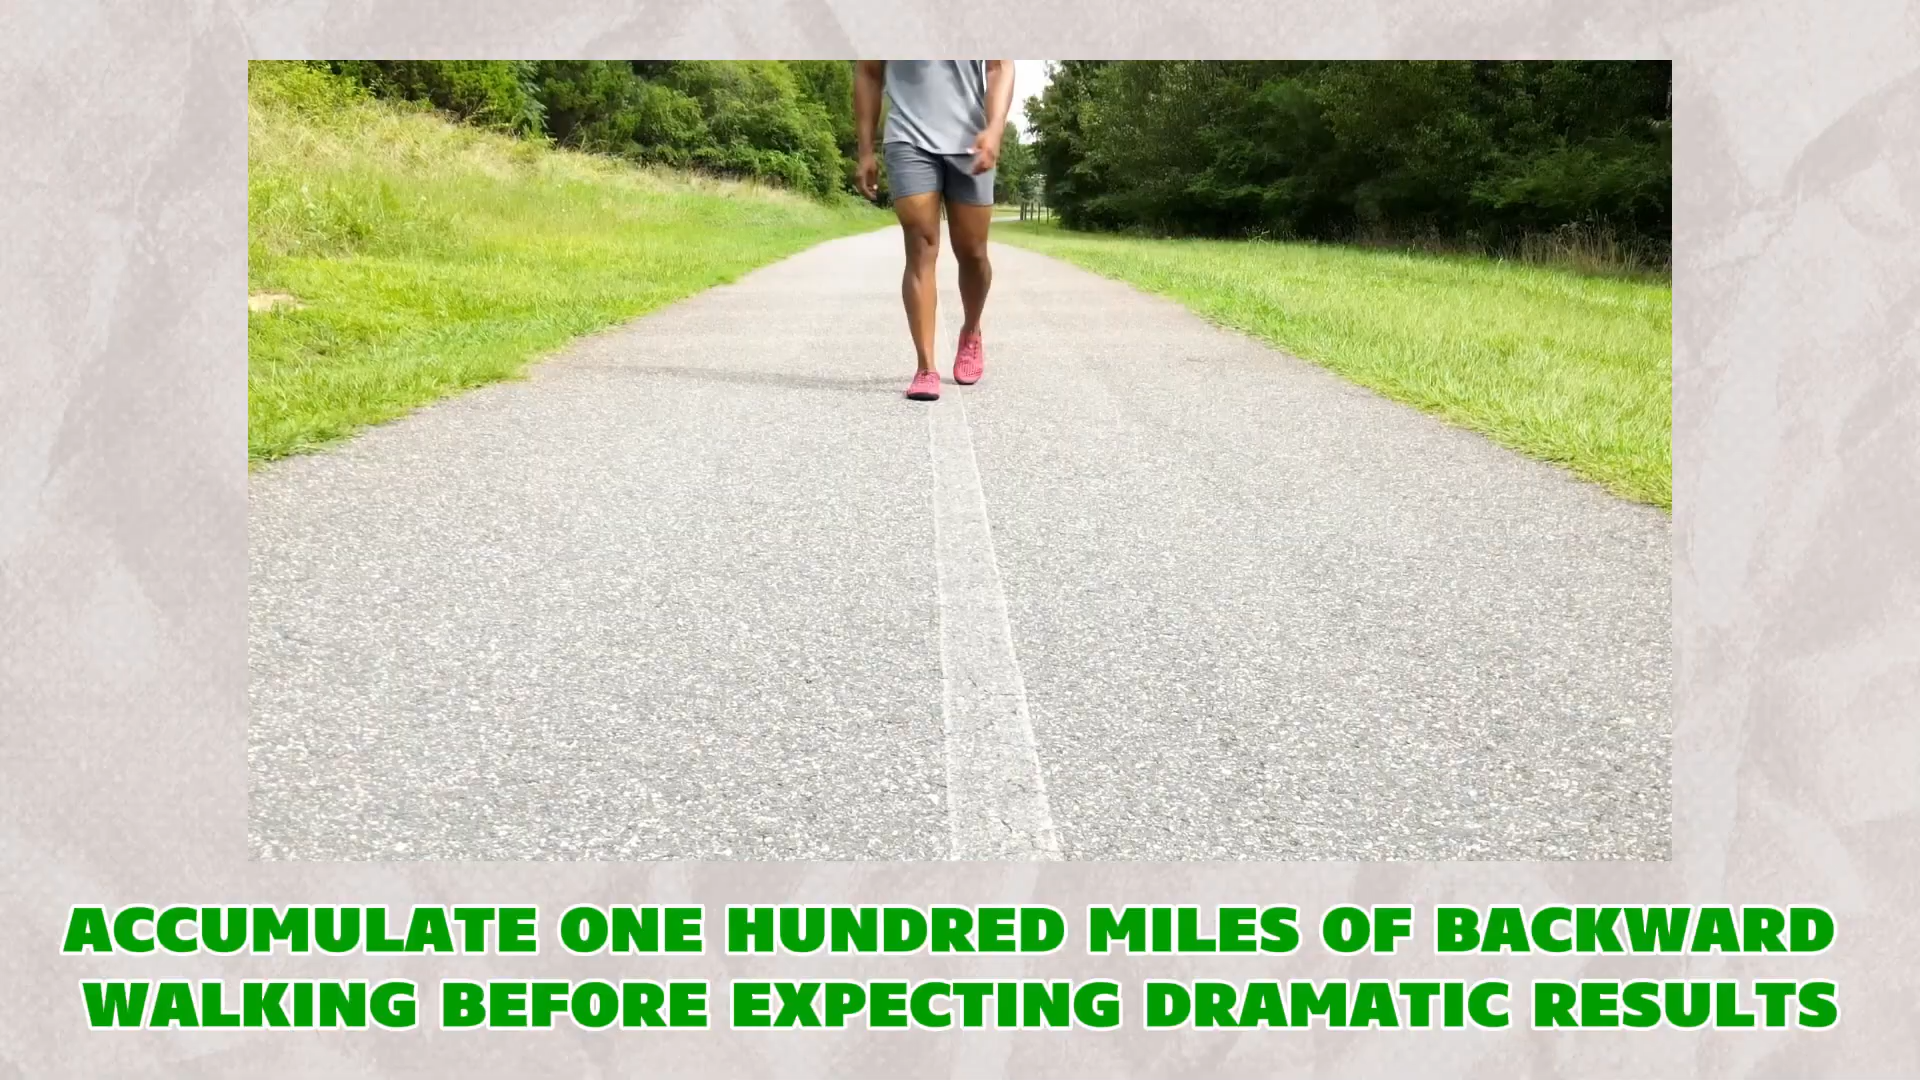 ACCUMULATE ONE HUNDRED MILES OF BACKWARD
WALKING BEFORE EXPECTING DRAMATIC RESULTS